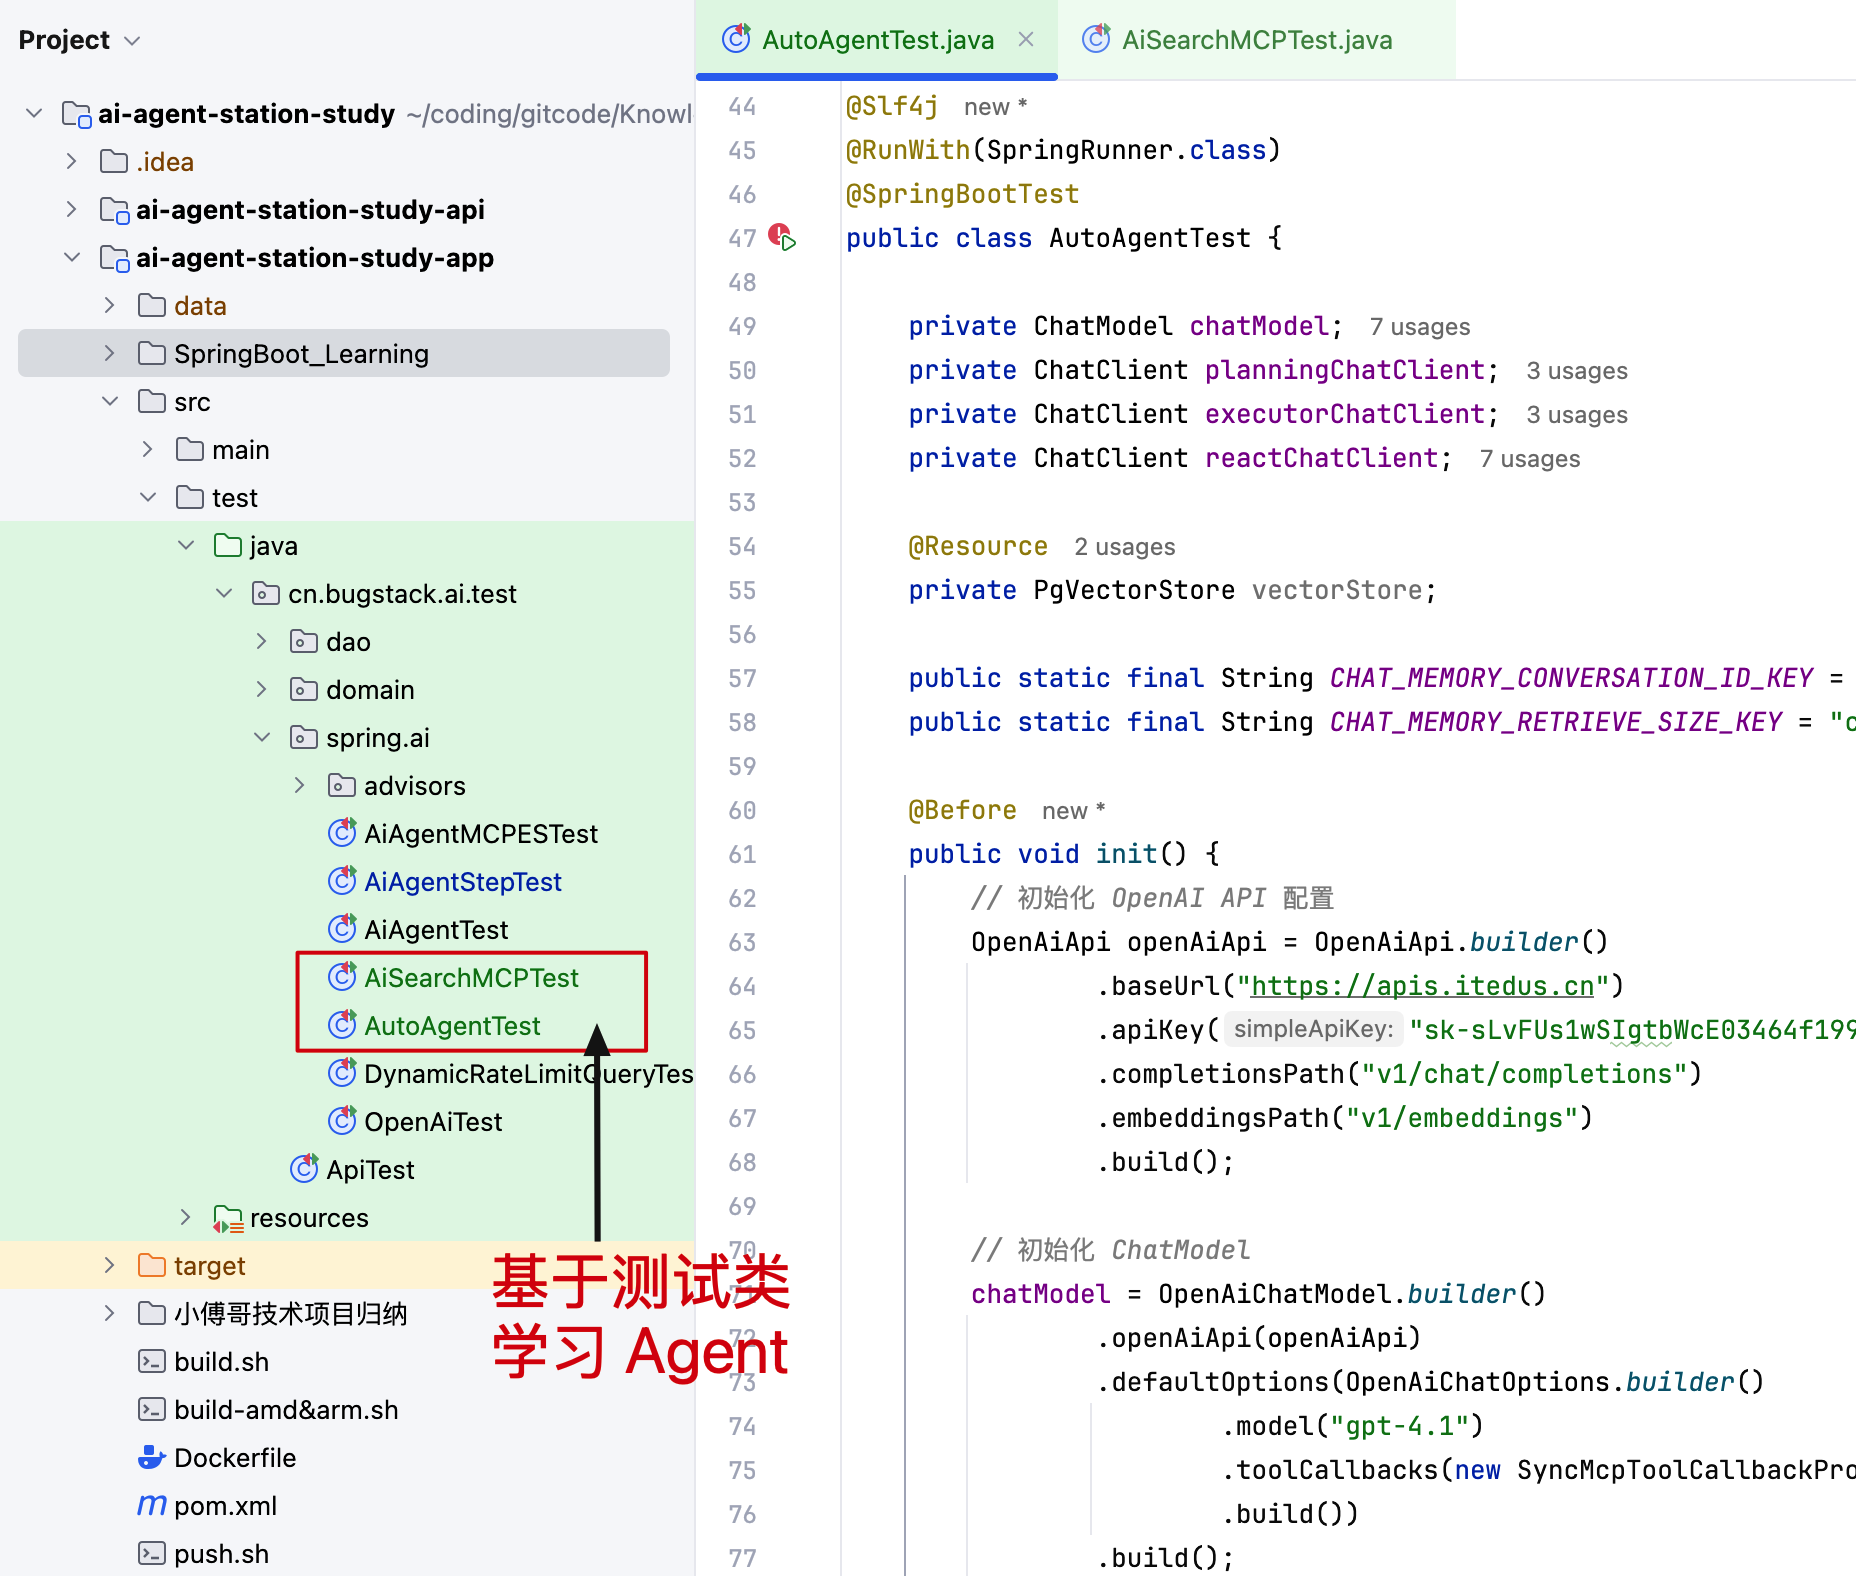 Project
ai-agent-station-study ~/coding/gitcode/Knowl
.idea
ai-agent-station-study-api
ai-agent-station-study-app
data
SpringBoot_Learning
src
main
test
java
cn.bugstack.ai.test
dao
domain
spring.ai
advisors
AiAgentMCPESTest
AiAgentStepTest
AiAgentTest
AiSearchMCPTest
AutoAgentTest
DynamicRateLimitQueryTes
OpenAiTest
ApiTest
resources
target
小傅哥技术项目归纳
build.sh
build-amd&arm.sh
Dockerfile
pom.xml
push.sh
基于测试类
学习 Agent
AutoAgentTest.java
AiSearchMCPTest.java
44 @Slf4j new *
45 @RunWith(SpringRunner.class)
46 @SpringBootTest
47 public class AutoAgentTest {
48
49 private ChatModel chatModel; 7 usages
50 private ChatClient planningChatClient; 3 usages
51 private ChatClient executorChatClient; 3 usages
52 private ChatClient reactChatClient; 7 usages
53
54 @Resource 2 usages
55 private PgVectorStore vectorStore;
56
57 public static final String CHAT_MEMORY_CONVERSATION_ID_KEY =
58 public static final String CHAT_MEMORY_RETRIEVE_SIZE_KEY = "c
59
60 @Before new *
61 public void init() {
62 // 初始化 OpenAI API 配置
63 OpenAiApi openAiApi = OpenAiApi.builder()
64 .baseUrl("https://apis.itedus.cn")
65 .apiKey( simpleApiKey: "sk-sLvFUs1wSIgtbWcE03464f199
66 .completionsPath("v1/chat/completions")
67 .embeddingsPath("v1/embeddings")
68 .build();
69
70 // 初始化 ChatModel
71 chatModel = OpenAiChatModel.builder()
72 .openAiApi(openAiApi)
73 .defaultOptions(OpenAiChatOptions.builder()
74 .model("gpt-4.1")
75 .toolCallbacks(new SyncMcpToolCallbackPro
76 .build())
77 .build();